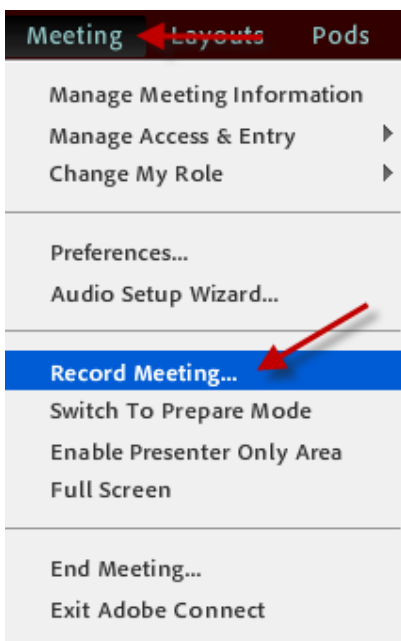 Meeting Layouts Pods
Manage Meeting Information
Manage Access & Entry
Change My Role
Preferences...
Audio Setup Wizard...
Record Meeting...
Switch To Prepare Mode
Enable Presenter Only Area
Full Screen
End Meeting...
Exit Adobe Connect